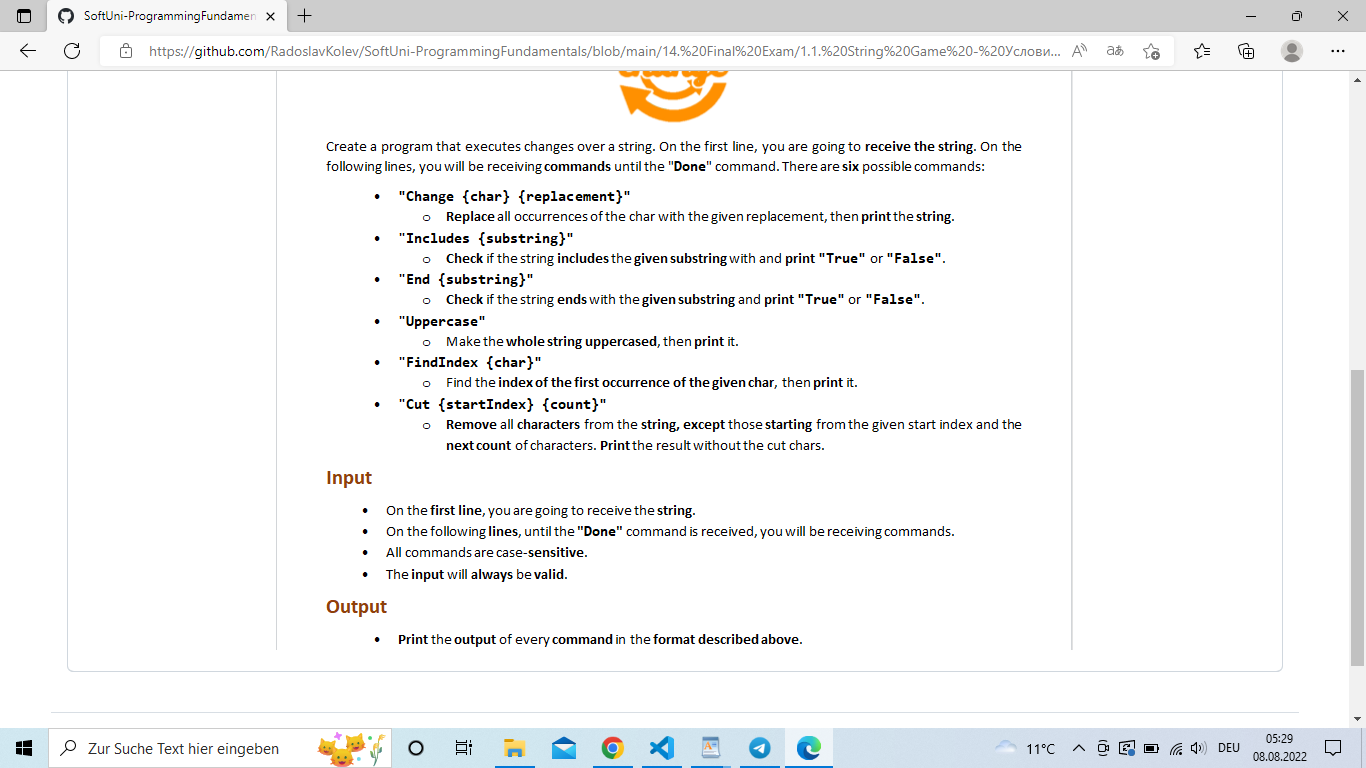 SoftUni-ProgrammingFundamen
https://github.com/RadoslavKolev/SoftUni-ProgrammingFundamentals/blob/main/14.%20Final%20Exam/1.1.%20String%20Game%20-%20Услови...
Create a program that executes changes over a string. On the first line, you are going to receive the string. On the
following lines, you will be receiving commands until the "Done" command. There are six possible commands:
• "Change {char} {replacement}"
o Replace all occurrences of the char with the given replacement, then print the string.
• "Includes {substring}"
o Check if the string includes the given substring with and print "True" or "False".
• "End {substring}"
o Check if the string ends with the given substring and print "True" or "False".
• "Uppercase"
o Make the whole string uppercased, then print it.
• "FindIndex {char}"
o Find the index of the first occurrence of the given char, then print it.
• "Cut {startIndex} {count}"
o Remove all characters from the string, except those starting from the given start index and the
next count of characters. Print the result without the cut chars.
Input
• On the first line, you are going to receive the string.
• On the following lines, until the "Done" command is received, you will be receiving commands.
• All commands are case-sensitive.
• The input will always be valid.
Output
• Print the output of every command in the format described above.
Zur Suche Text hier eingeben
11°C
DEU
05:29
08.08.2022